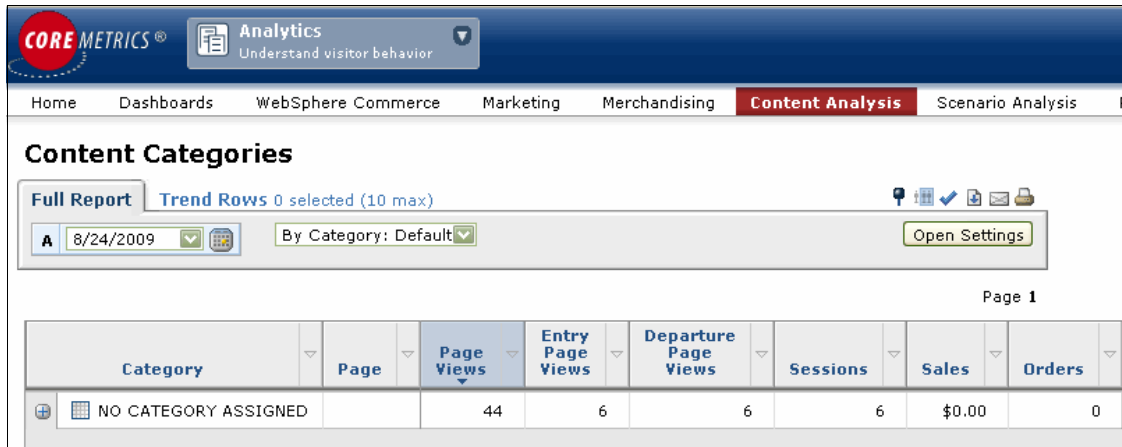 CORE METRICS ®
Analytics
Understand visitor behavior
Home Dashboards WebSphere Commerce Marketing Merchandising Content Analysis Scenario Analysis
Content Categories
Full Report Trend Rows 0 selected (10 max)
A 8/24/2009 By Category: Default Open Settings
Page 1
Category Page Page Views Entry Page Views Departure Page Views Sessions Sales Orders
NO CATEGORY ASSIGNED 44 6 6 6 $0.00 0